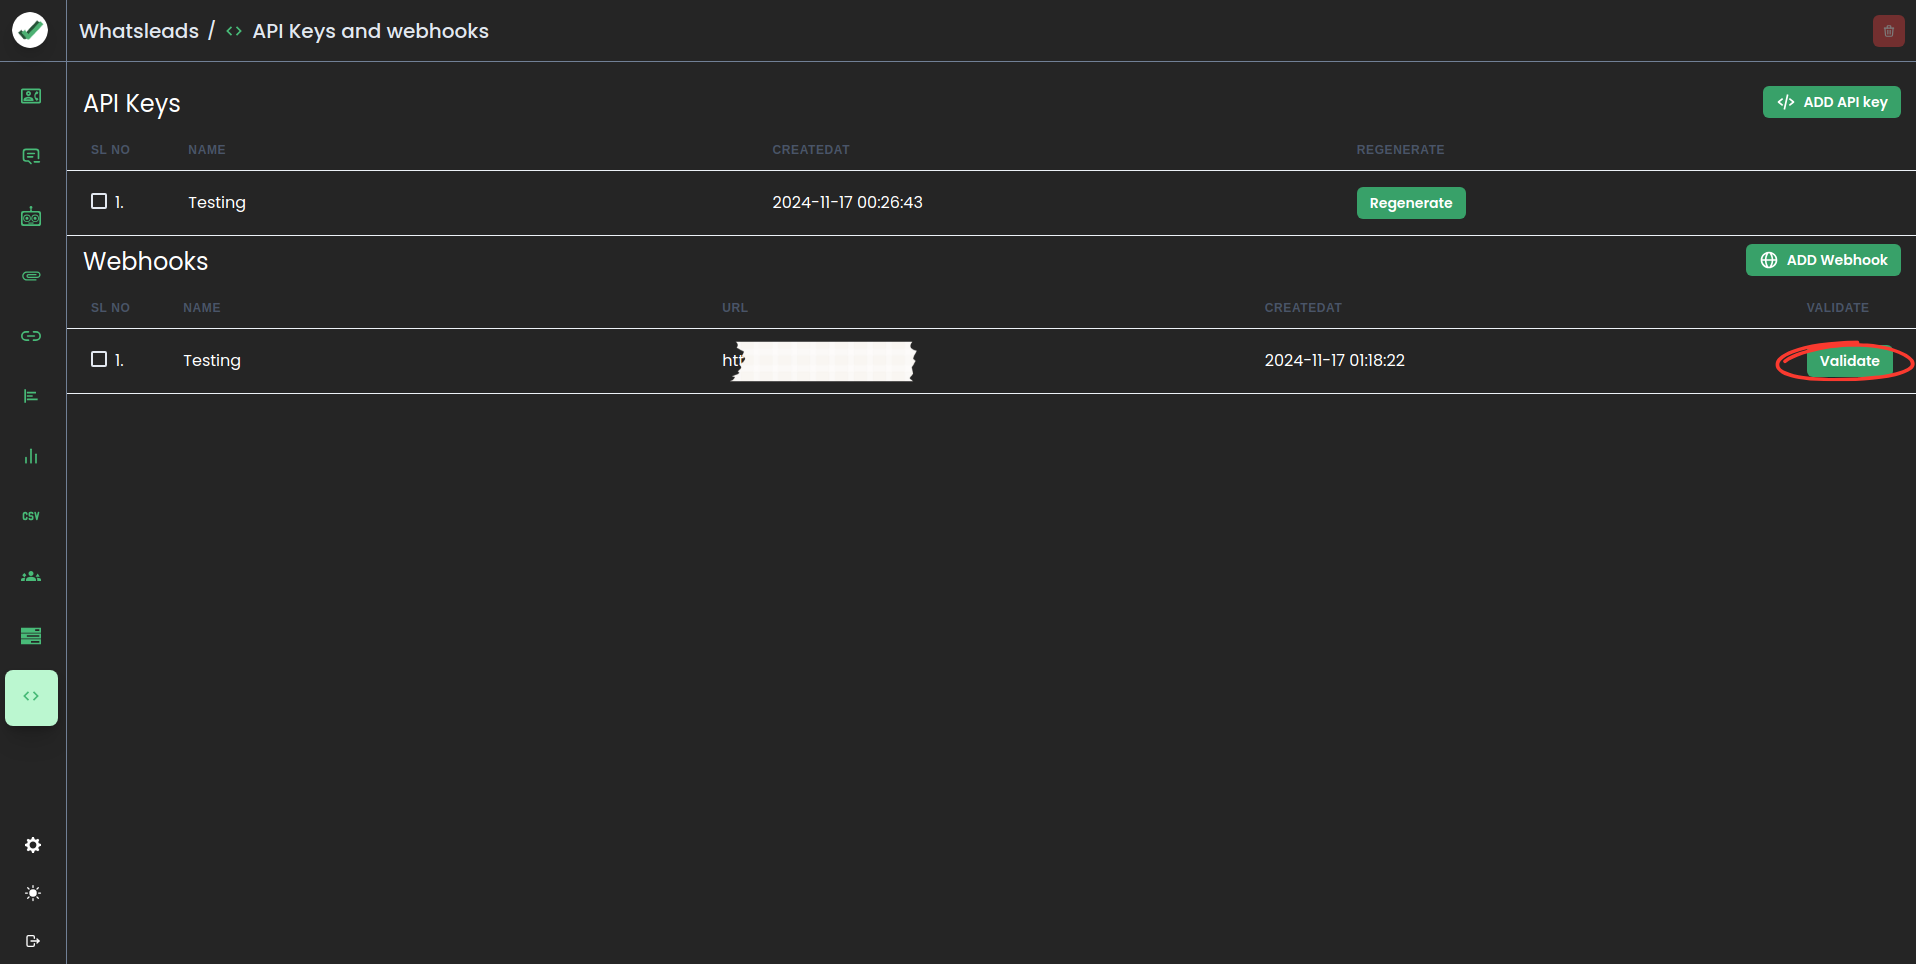 Whatsleads / <> API Keys and webhooks
API Keys
</> ADD API key
SL NO NAME CREATEDAT REGENERATE
1. Testing 2024-11-17 00:26:43 Regenerate
Webhooks
ADD Webhook
SL NO NAME URL CREATEDAT VALIDATE
1. Testing htt 2024-11-17 01:18:22 Validate
CSV